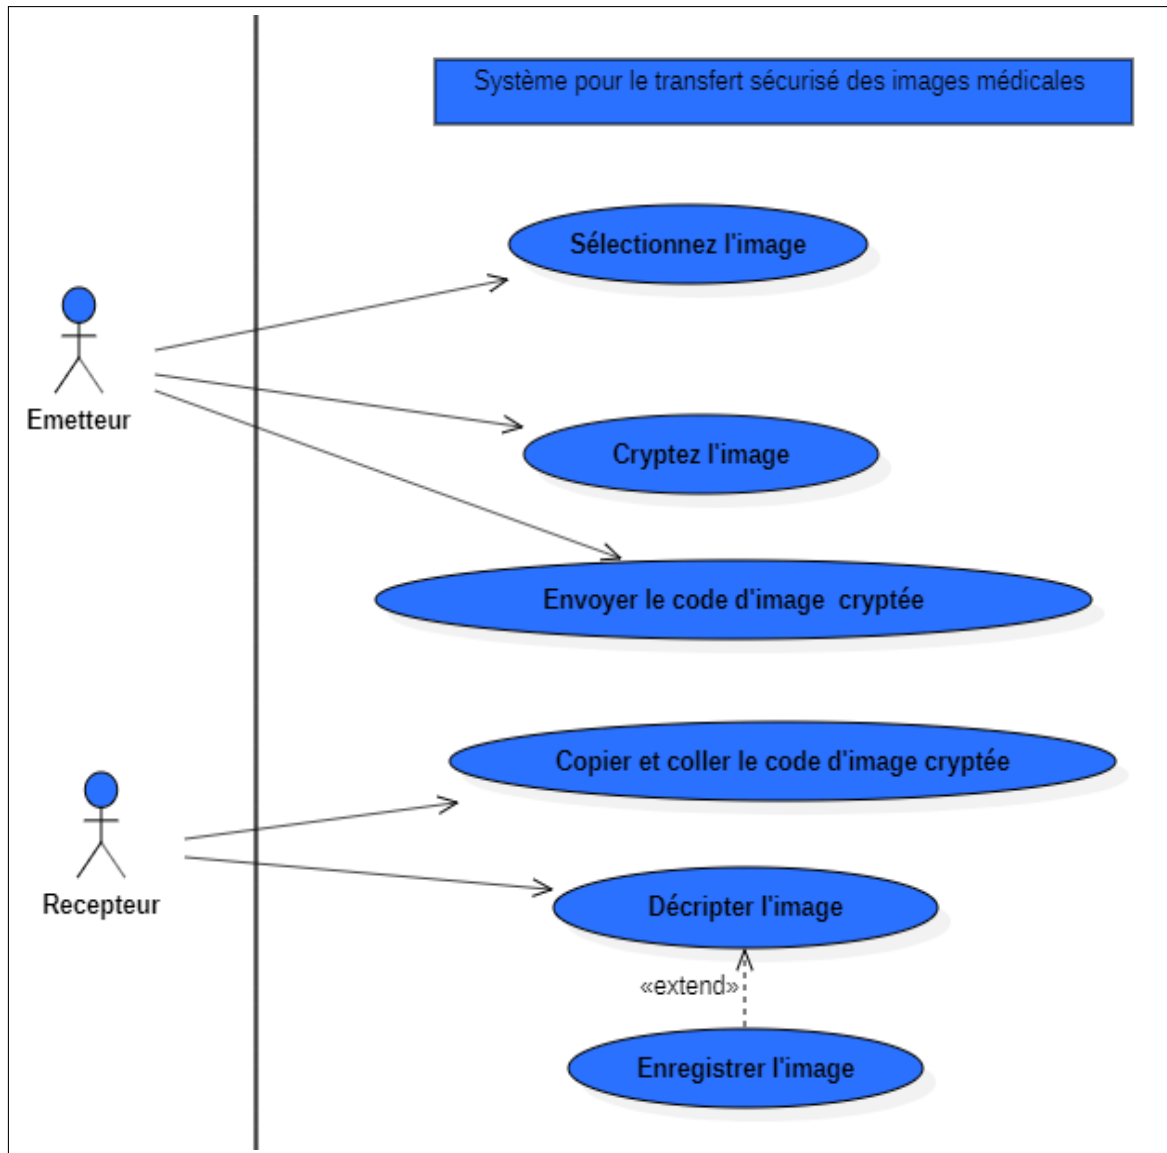 Système pour le transfert sécurisé des images médicales
Sélectionnez l'image
Emetteur
Cryptez l'image
Envoyer le code d'image  cryptée
Copier et coller le code d'image cryptée
Recepteur
Décripter l'image
«extend»
Enregistrer l'image